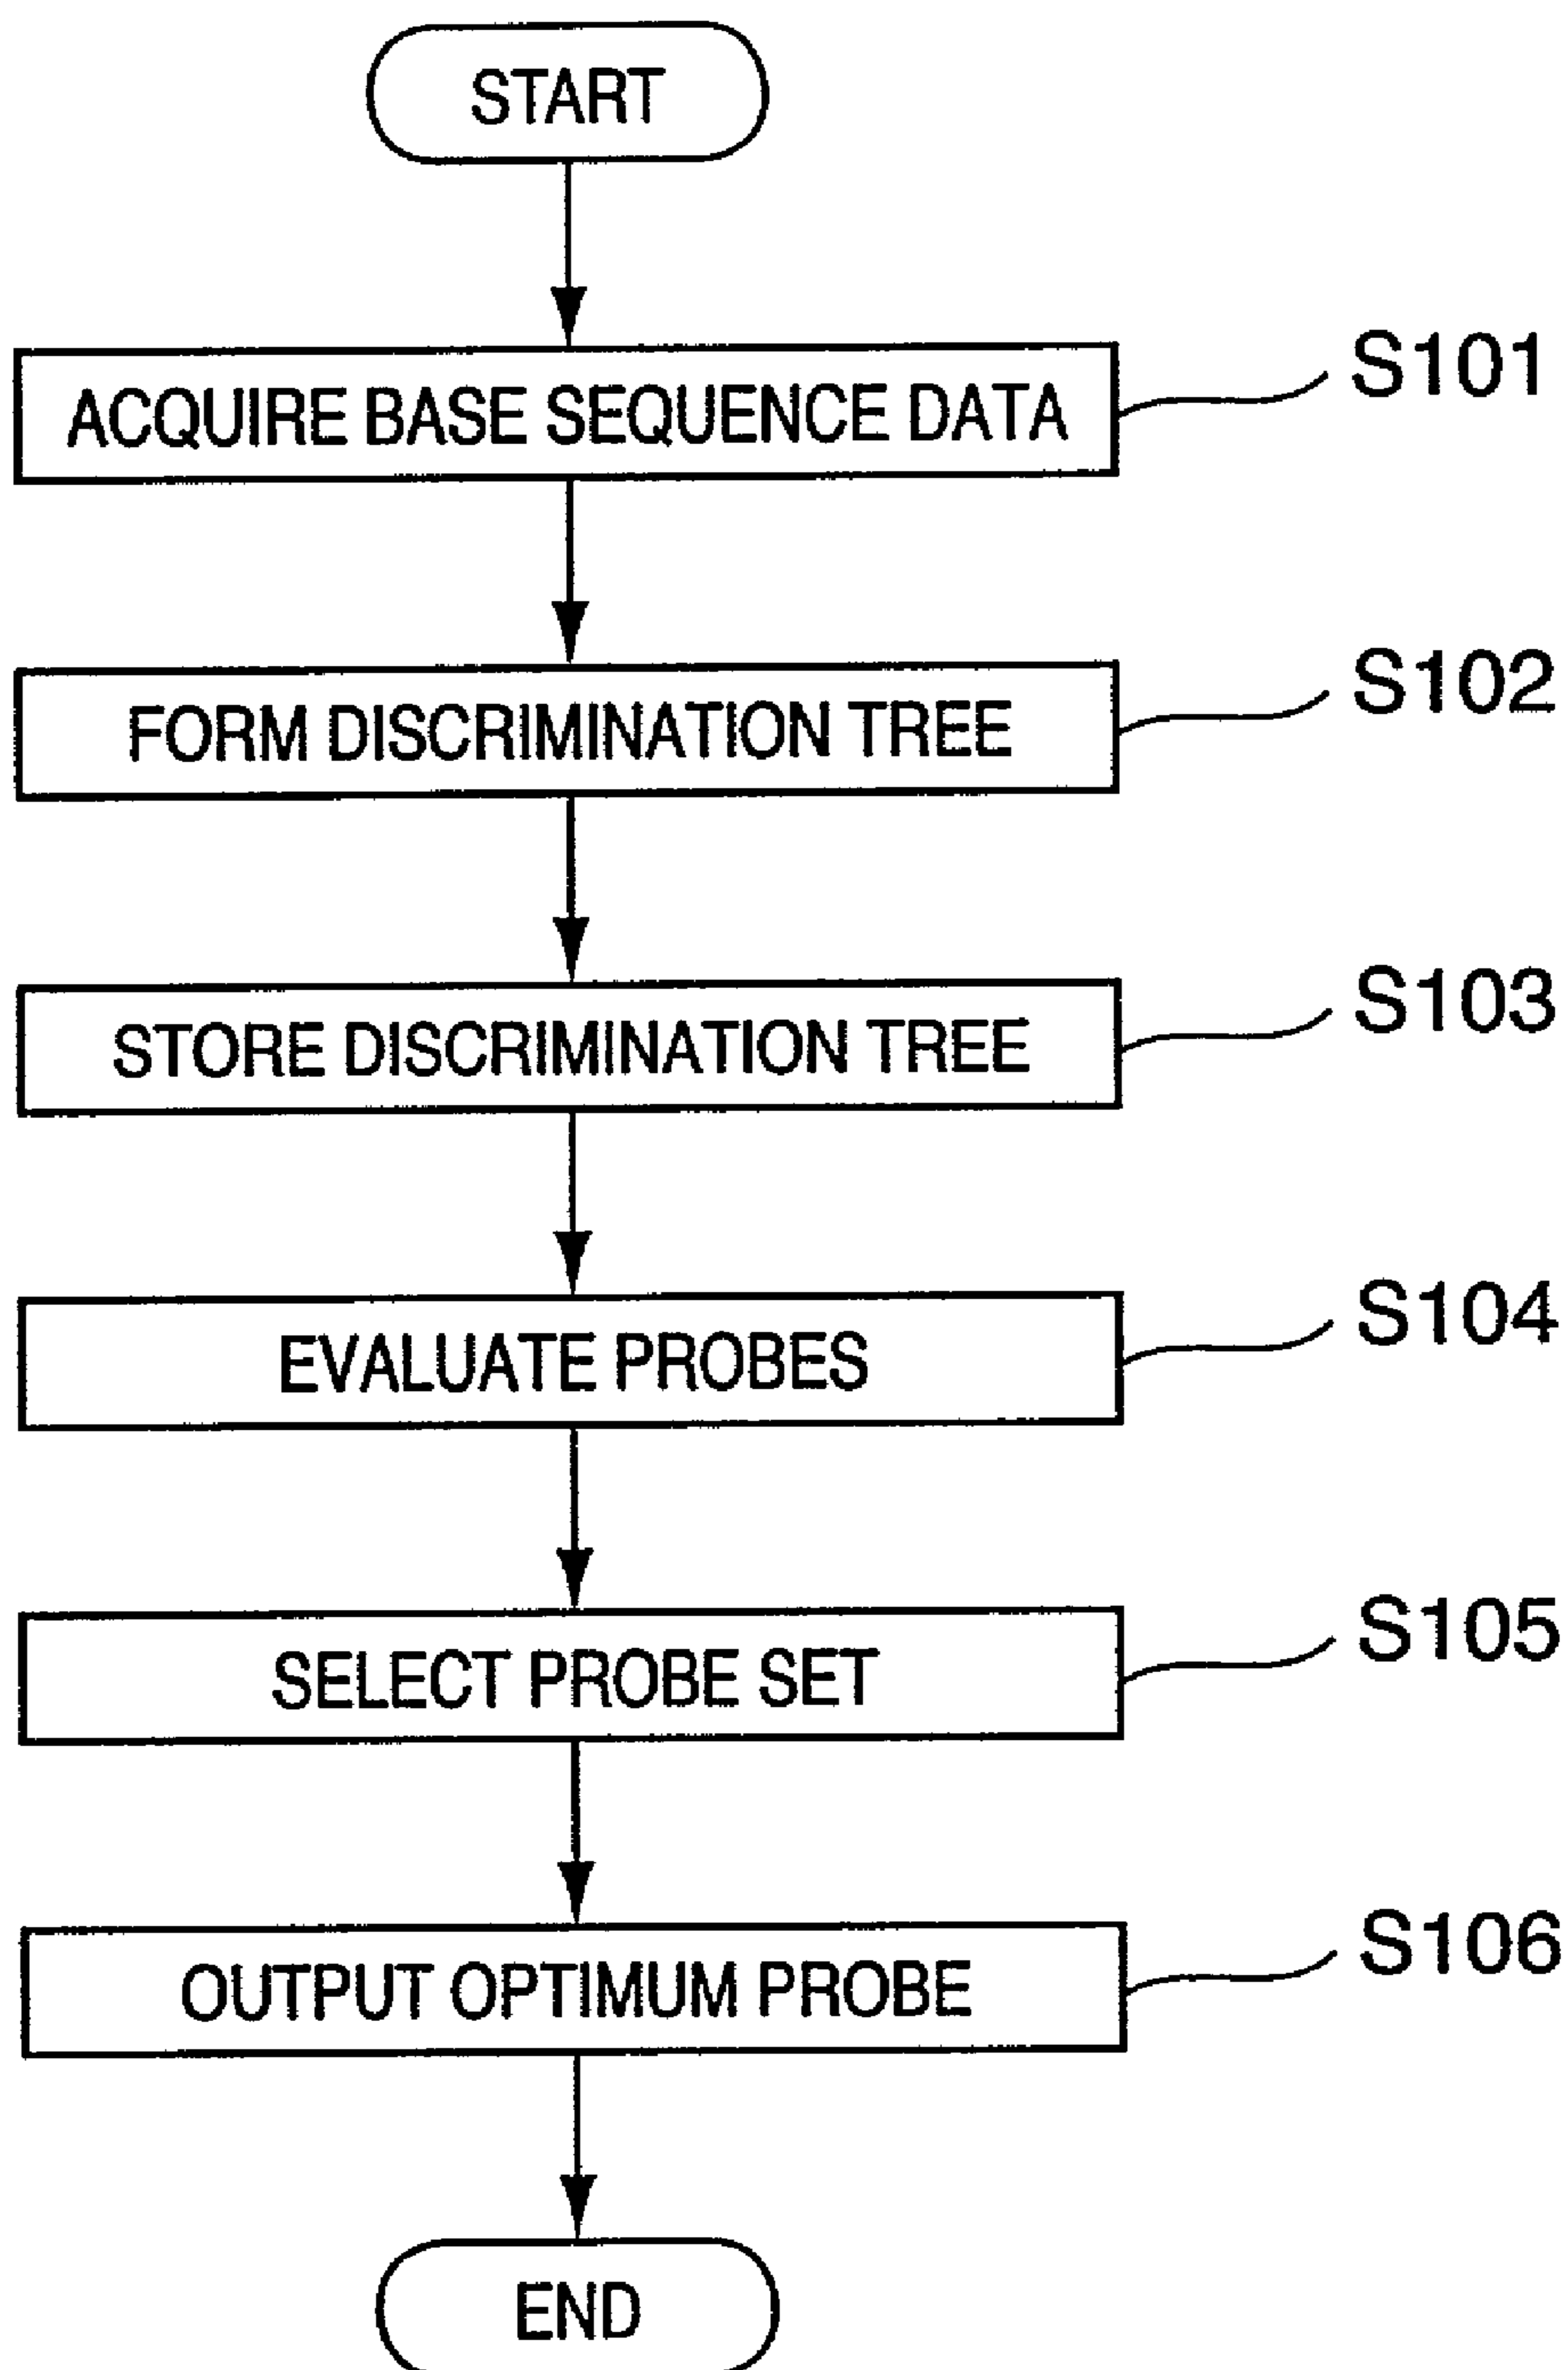 START
ACQUIRE BASE SEQUENCE DATA
S101
FORM DISCRIMINATION TREE
S102
STORE DISCRIMINATION TREE
S103
EVALUATE PROBES
S104
SELECT PROBE SET
S105
OUTPUT OPTIMUM PROBE
S106
END